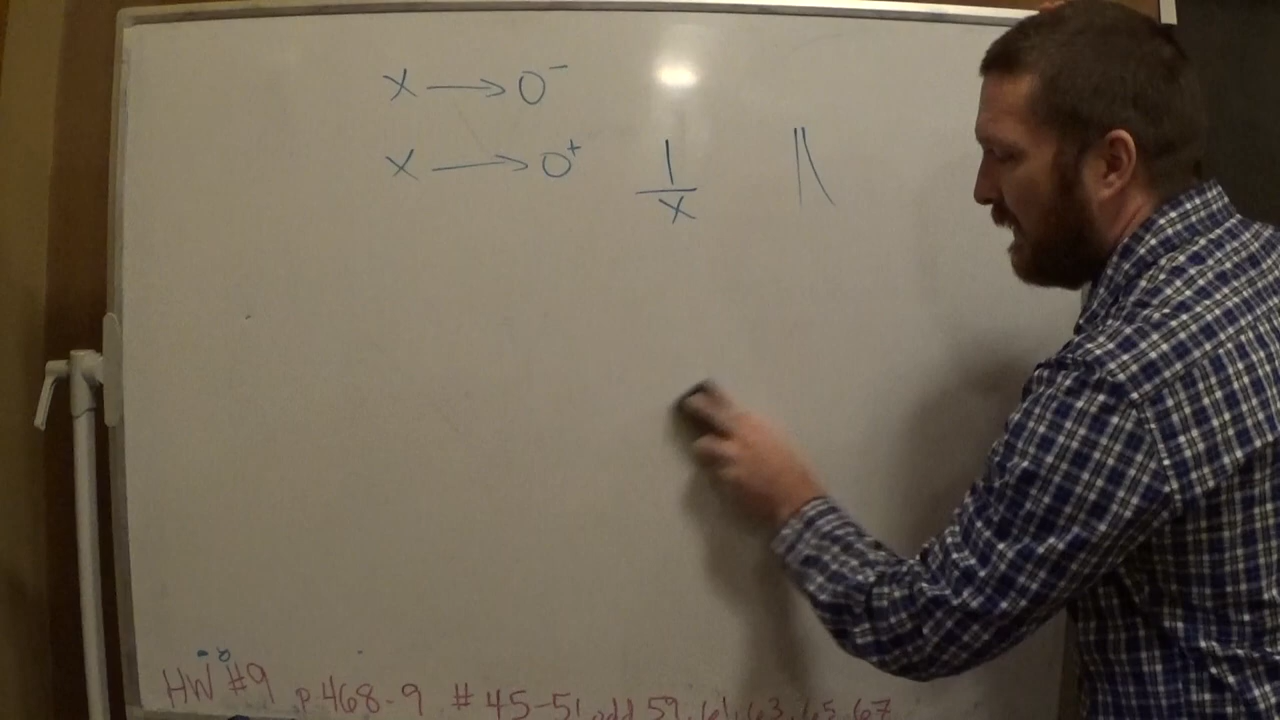 x → 0⁻
x → 0⁺ 1/x
HW #9 p 468-9 # 45-51 odd 59, 61, 63, 65, 67